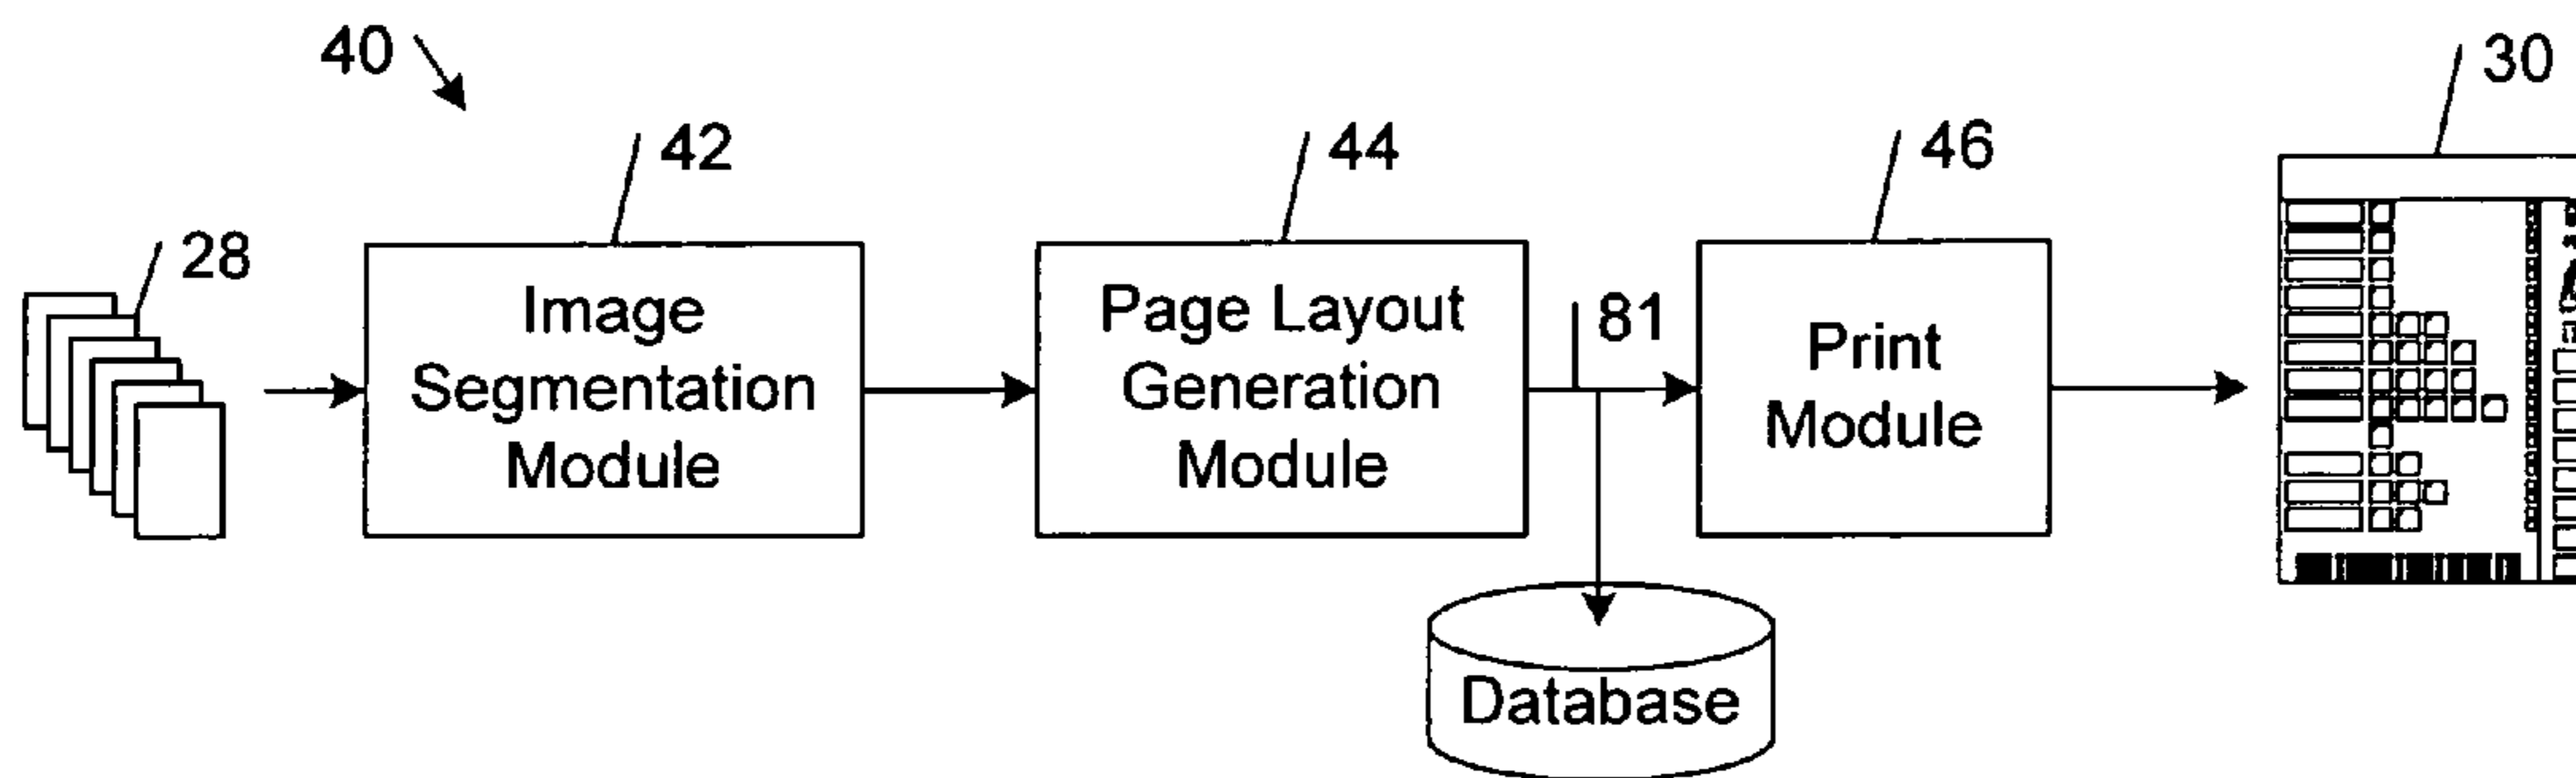 40
42
44
46
30
28
Image
Segmentation
Module
Page Layout
Generation
Module
81
Print
Module
Database